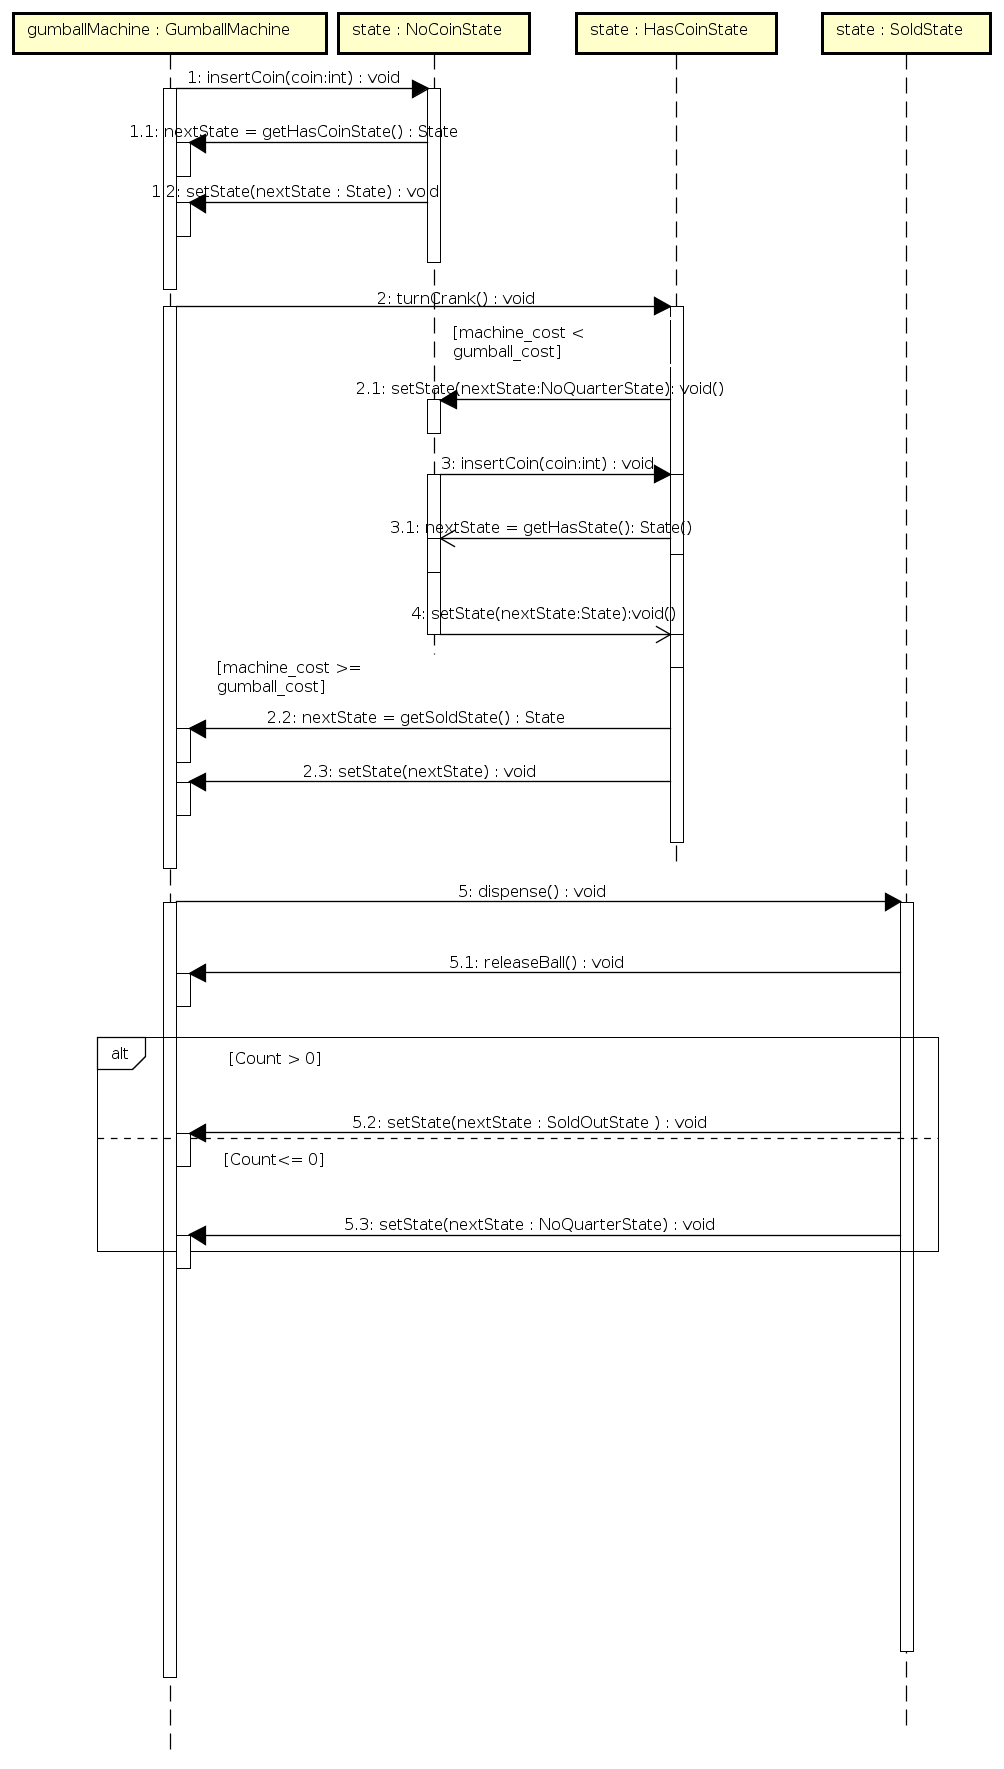 gumballMachine : GumballMachine
state : NoCoinState
state : HasCoinState
state : SoldState
1: insertCoin(coin:int) : void
1.1: nextState = getHasCoinState() : State
1.2: setState(nextState : State) : void
2: turnCrank() : void
[machine_cost <
gumball_cost]
2.1: setState(nextState:NoQuarterState): void()
3: insertCoin(coin:int) : void
3.1: nextState = getHasState(): State()
4: setState(nextState:State):void()
[machine_cost >=
gumball_cost]
2.2: nextState = getSoldState() : State
2.3: setState(nextState) : void
5: dispense() : void
5.1: releaseBall() : void
alt
[Count > 0]
5.2: setState(nextState : SoldOutState ) : void
[Count<= 0]
5.3: setState(nextState : NoQuarterState) : void